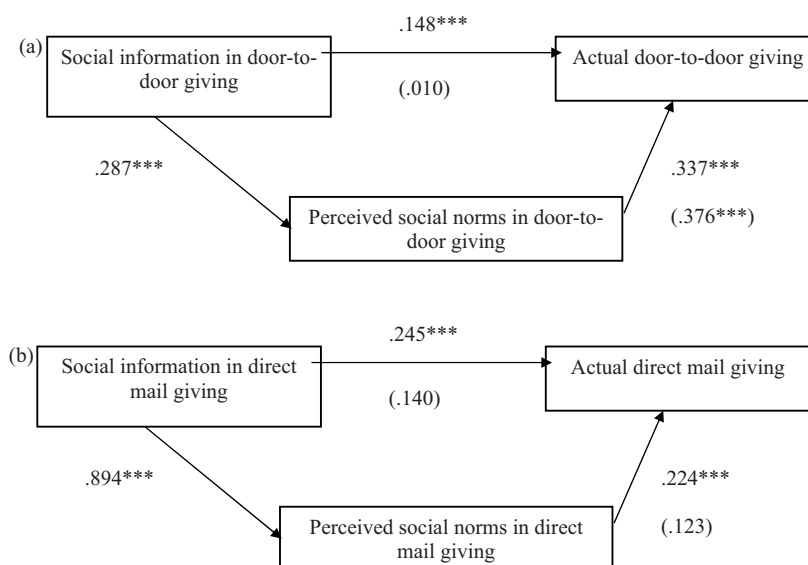 .148***
(a)
Social information in door-to-
door giving
Actual door-to-door giving
(.010)
.287***
.337***
Perceived social norms in door-to-
door giving
(.376***)
.245***
(b)
Social information in direct
mail giving
Actual direct mail giving
(.140)
.894***
.224***
Perceived social norms in direct
mail giving
(.123)